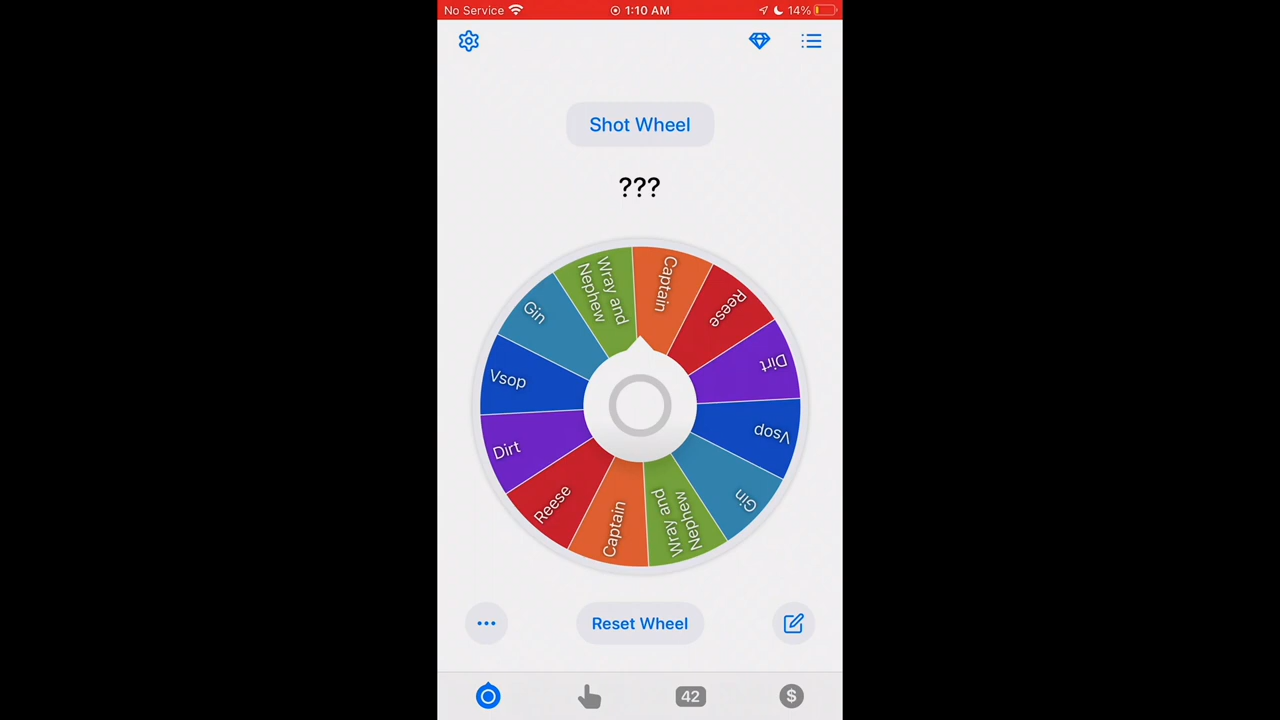 No Service 1:10 AM 14%
Shot Wheel
???
Wray and
Nephew
Captain
Reese
Dirt
Vsop
Gin
Wray and
Nephew
Captain
Reese
Dirt
Vsop
Gin
Reset Wheel
42
$